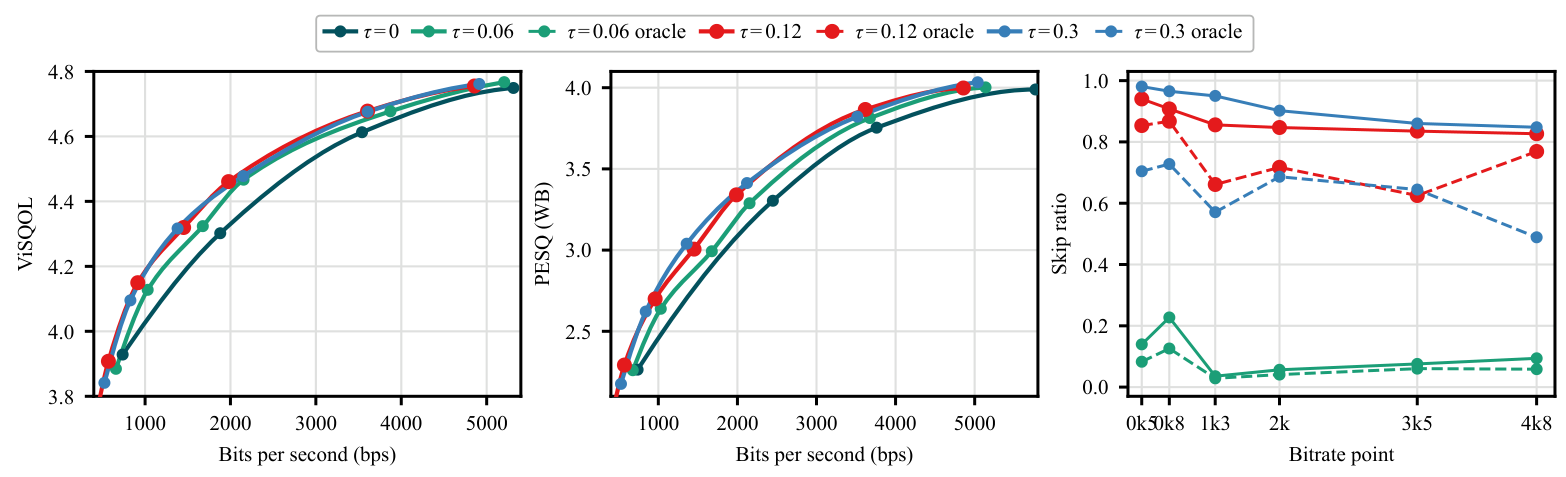 τ=0 τ=0.06 τ=0.06 oracle τ=0.12 τ=0.12 oracle τ=0.3 τ=0.3 oracle
ViSQOL
4.8
4.6
4.4
4.2
4.0
3.8
1000 2000 3000 4000 5000
Bits per second (bps)
PESQ (WB)
4.0
3.5
3.0
2.5
1000 2000 3000 4000 5000
Bits per second (bps)
Skip ratio
1.0
0.8
0.6
0.4
0.2
0.0
0k5 0k8 1k3 2k 3k5 4k8
Bitrate point